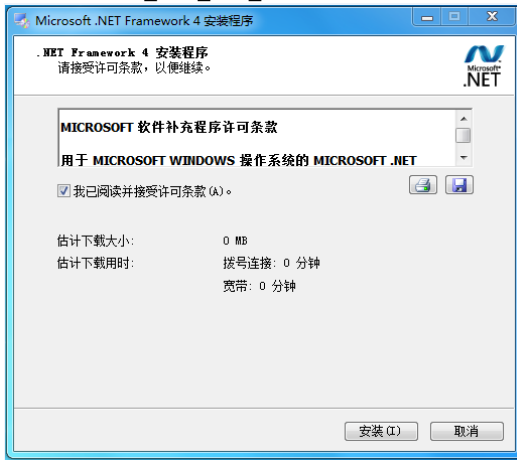 Microsoft .NET Framework 4 安装程序
.NET Framework 4 安装程序
请接受许可条款，以便继续。
Microsoft®
.NET
MICROSOFT 软件补充程序许可条款
用于 MICROSOFT WINDOWS 操作系统的 MICROSOFT .NET
我已阅读并接受许可条款(A)。
估计下载大小: 0 MB
估计下载用时: 拨号连接: 0 分钟
宽带: 0 分钟
安装(I) 取消